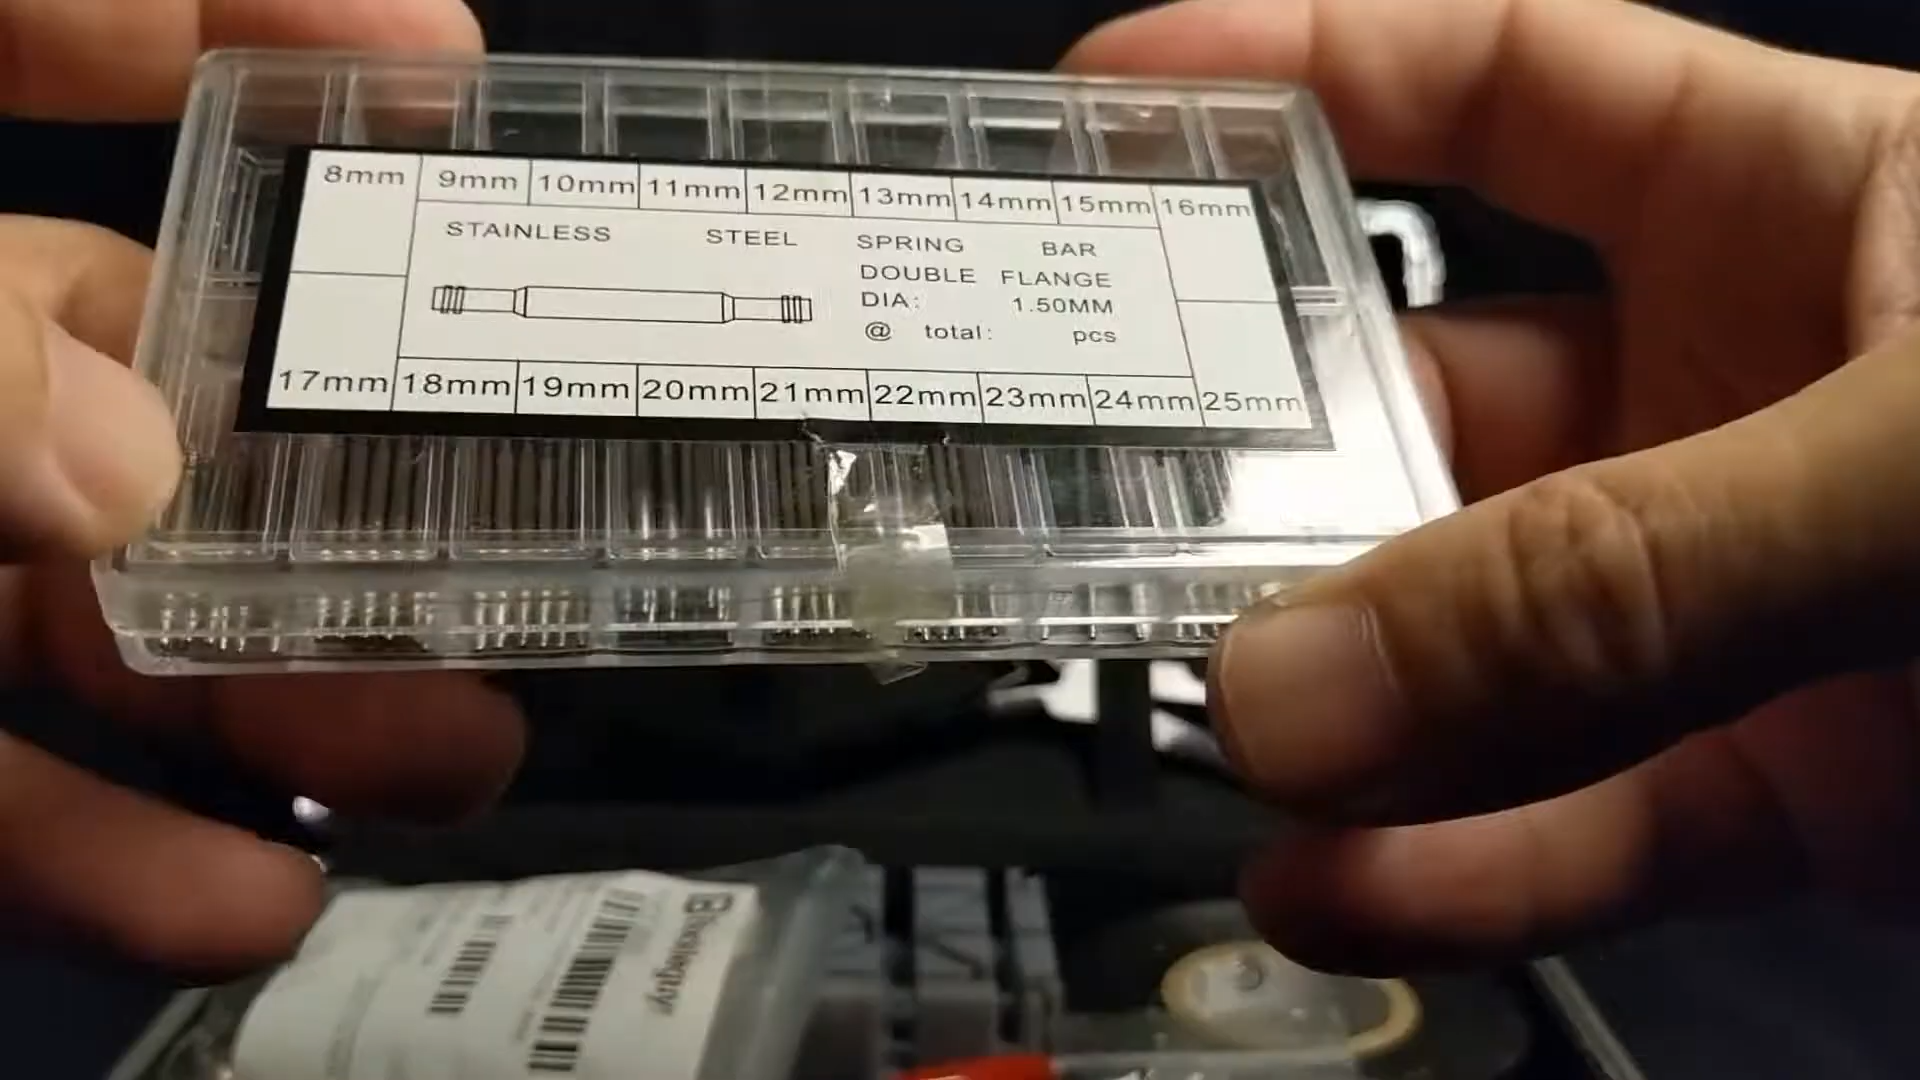 8mm 9mm 10mm 11mm 12mm 13mm 14mm 15mm 16mm
STAINLESS STEEL SPRING BAR
DOUBLE FLANGE
DIA: 1.50MM
@ total: pcs
17mm 18mm 19mm 20mm 21mm 22mm 23mm 24mm 25mm